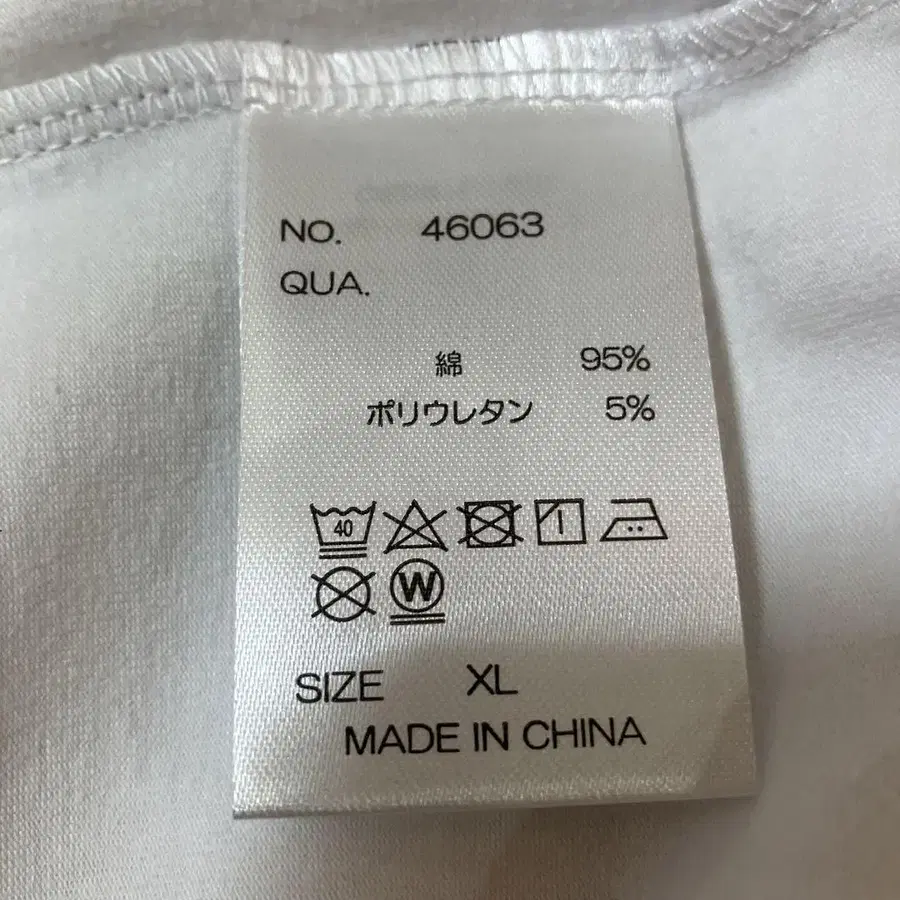 NO. 46063
QUA.
綿 95%
ポリウレタン 5%
40
W
SIZE XL
MADE IN CHINA